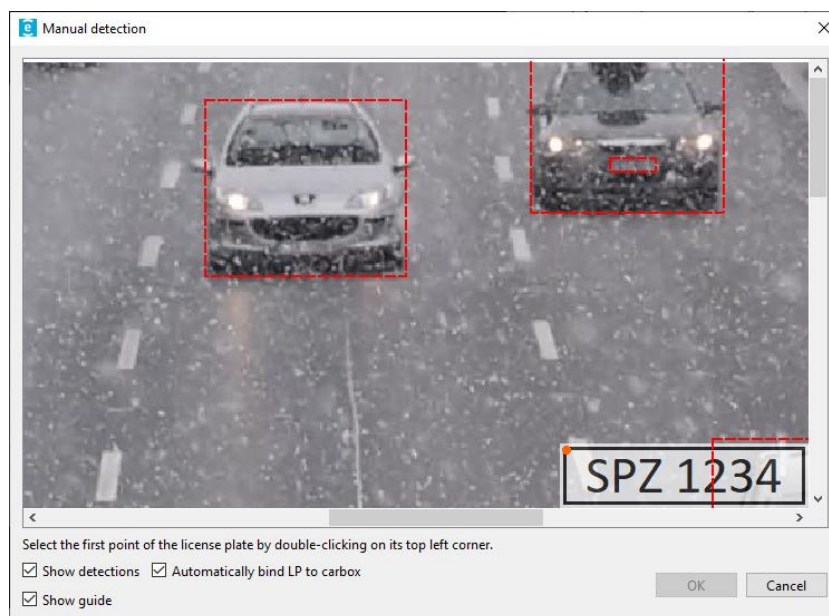 Manual detection
SPZ 1234
Select the first point of the license plate by double-clicking on its top left corner.
Show detections Automatically bind LP to carbox
OK Cancel
Show guide